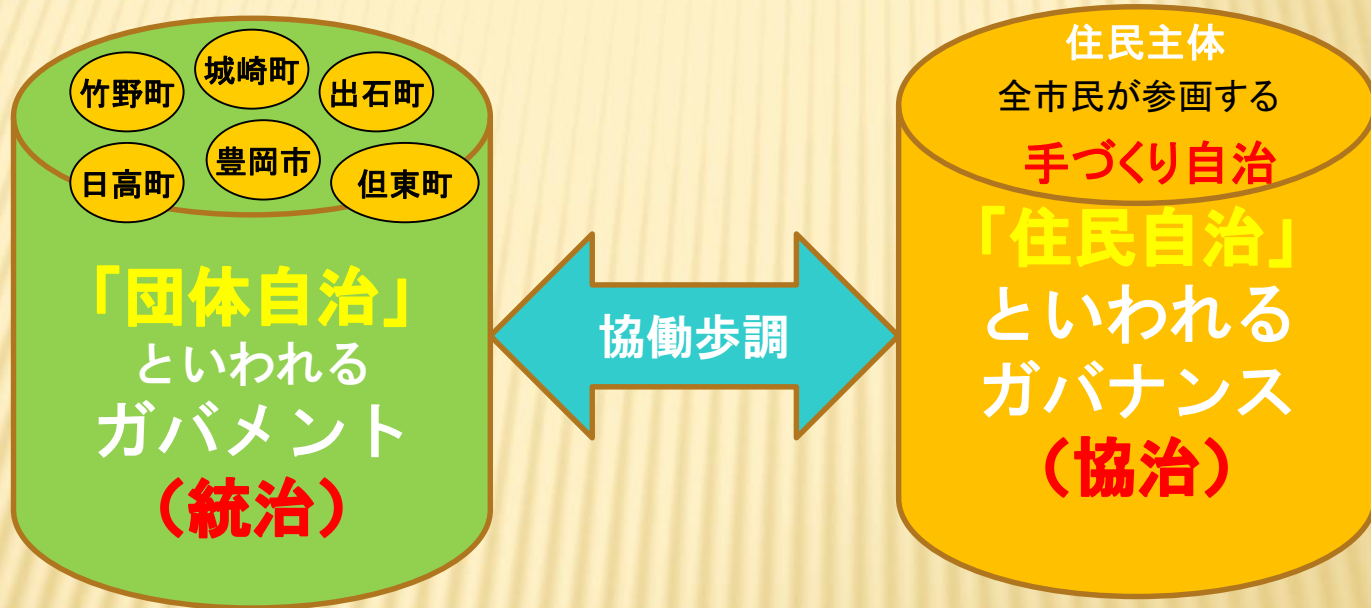 竹野町
城崎町
出石町
日高町
豊岡市
但東町
「団体自治」
といわれる
ガバメント
（統治）
協働歩調
住民主体
全市民が参画する
手づくり自治
「住民自治」
といわれる
ガバナンス
（協治）